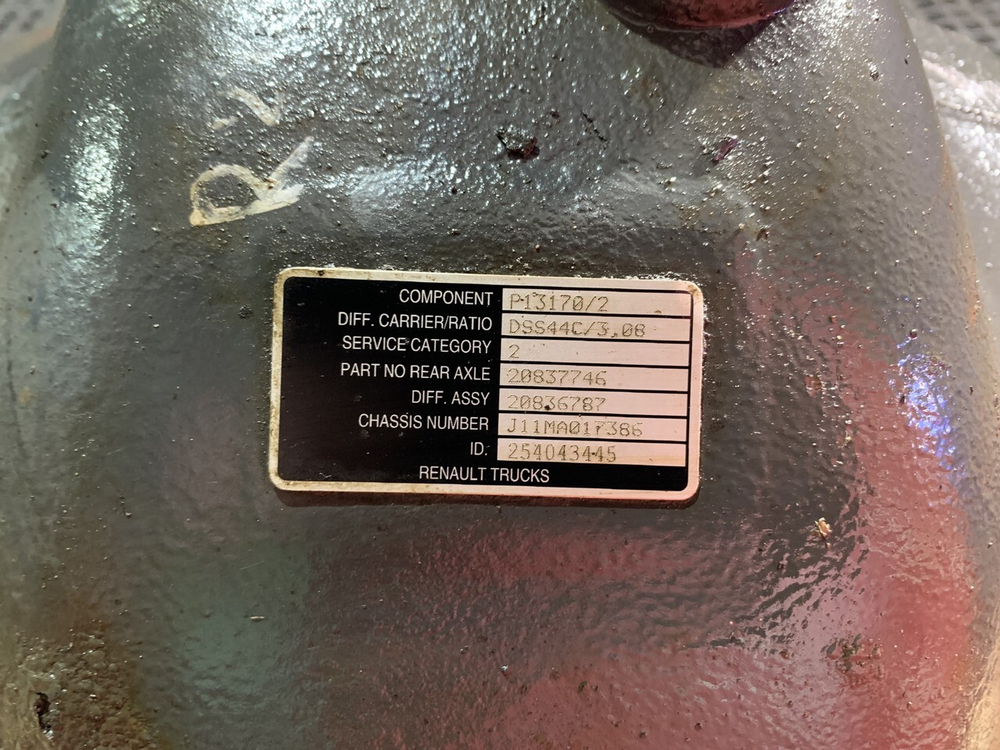 R-2
COMPONENT P13170/2
DIFF. CARRIER/RATIO DSS44C/3.08
SERVICE CATEGORY 2
PART NO REAR AXLE 20837746
DIFF. ASSY 20836787
CHASSIS NUMBER J11MA017386
ID. 254043445
RENAULT TRUCKS